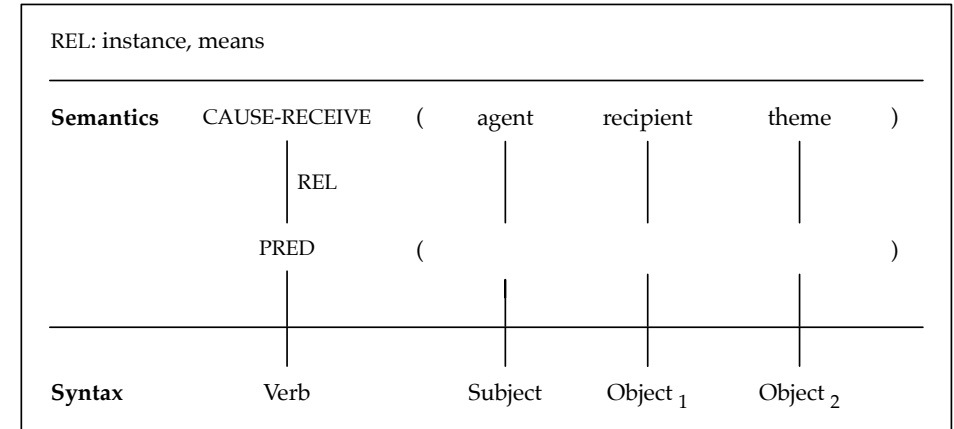 REL: instance, means
Semantics CAUSE-RECEIVE ( agent recipient theme )
REL
PRED ( )
Syntax Verb Subject Object 1 Object 2